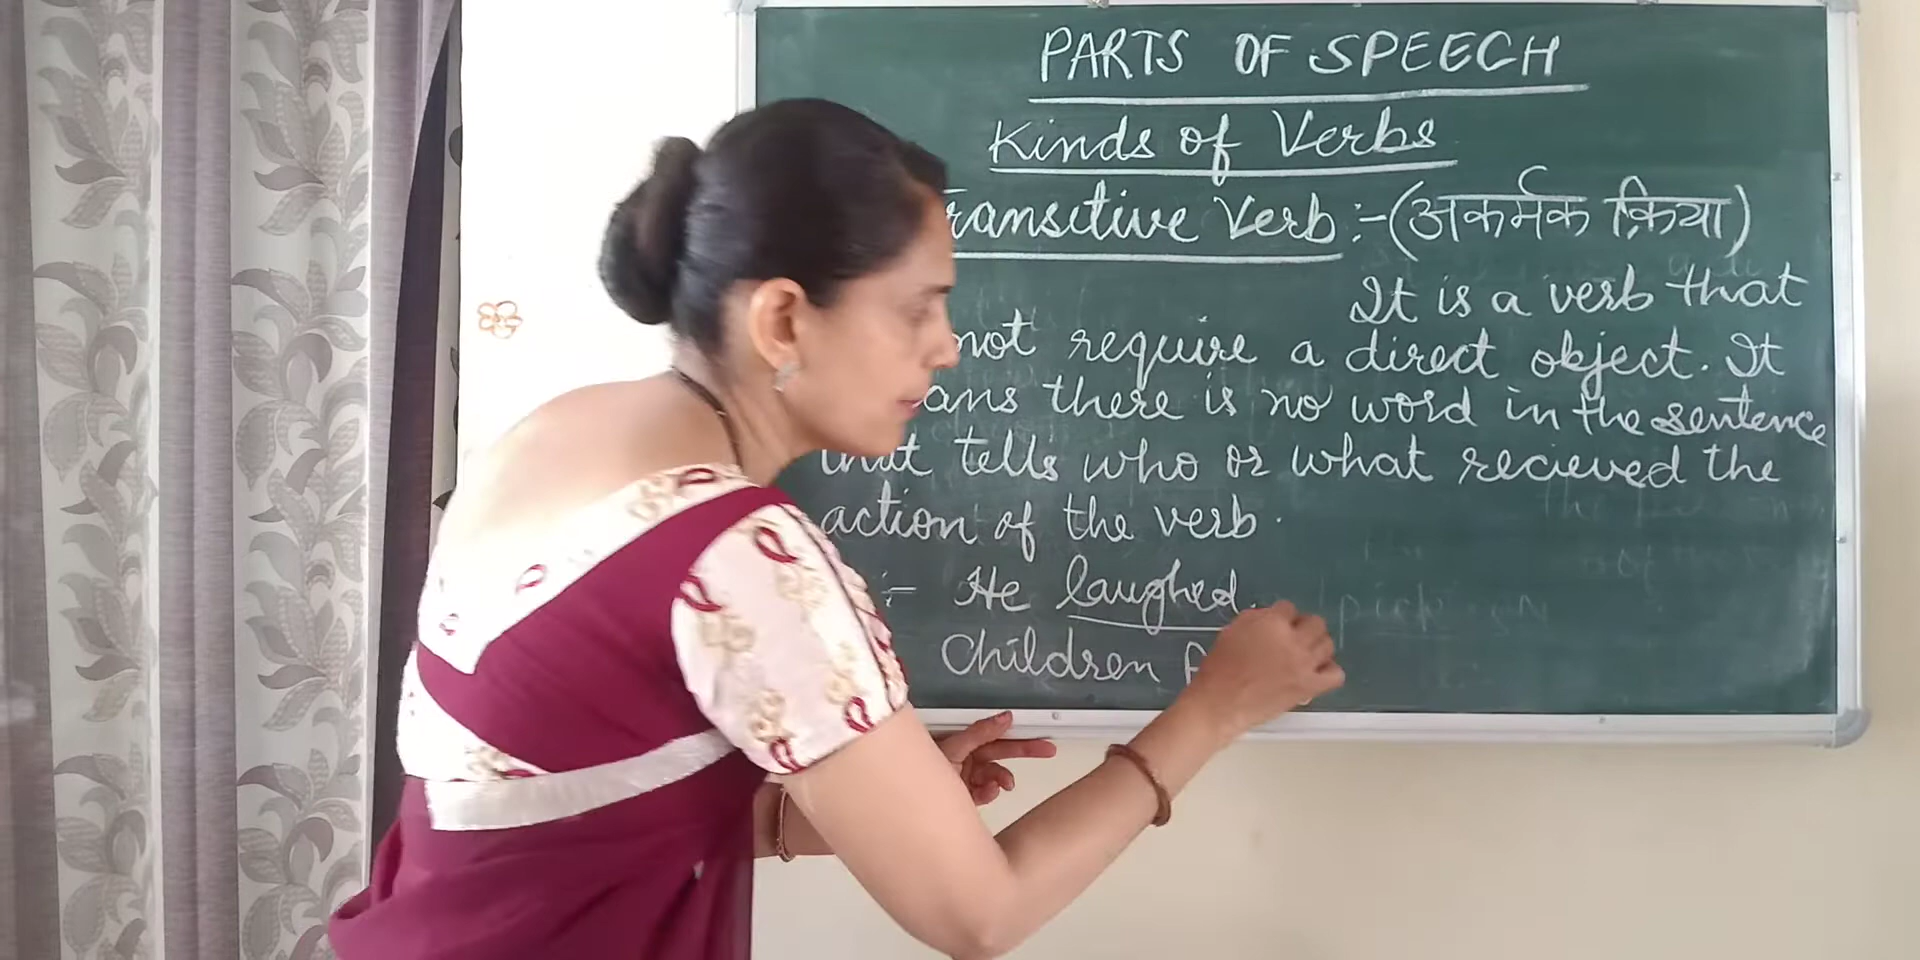 PARTS OF SPEECH
Kinds of Verbs
ransitive Verb :- (अकर्मक क्रिया)
It is a verb that
not require a direct object. It
ans there is no word in the sentence
that tells who or what recieved the
action of the verb.
:- He laughed.
Children